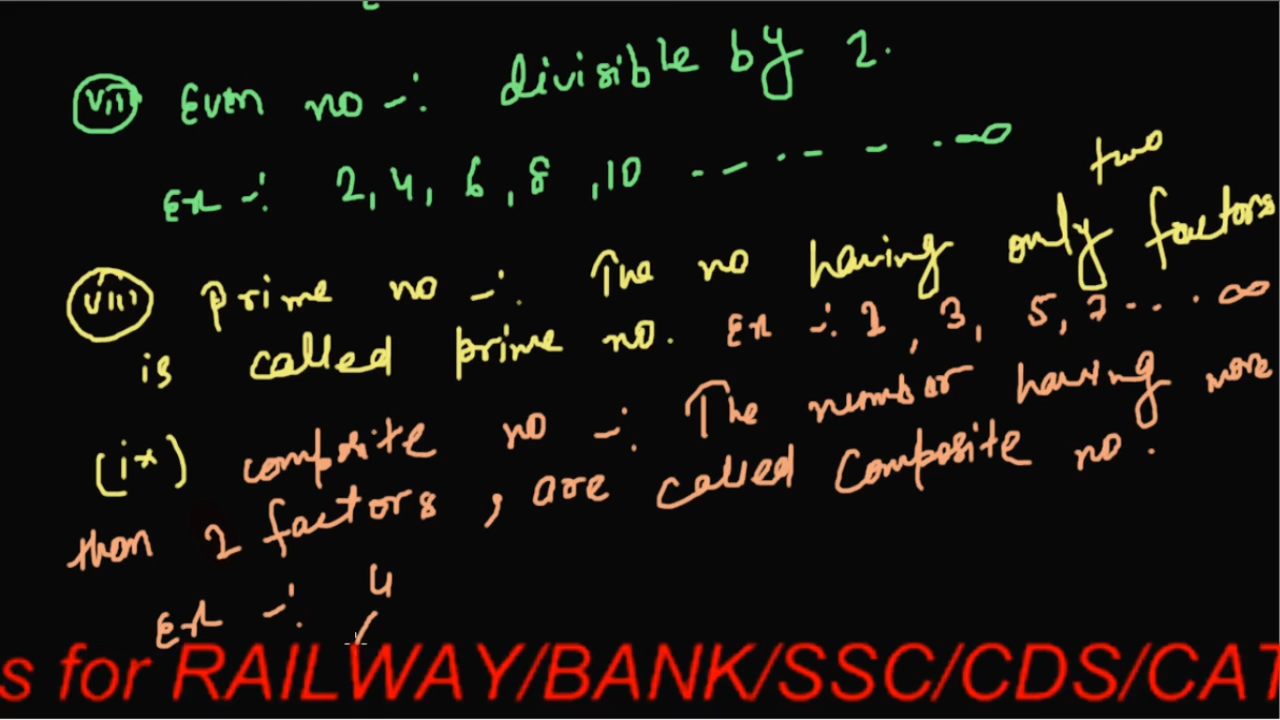 (vii) Even no -: divisible by 2.
Ex -: 2, 4, 6, 8, 10 -- .- - . -∞
two
(viii) Prime no -: The no having only factors
is called prime no. Ex -: 2, 3, 5, 7 - . . . ∞
(ix) composite no -: The number having more
than 2 factors, are called Composite no.
Ex -: 4
s for RAILWAY/BANK/SSC/CDS/CAT